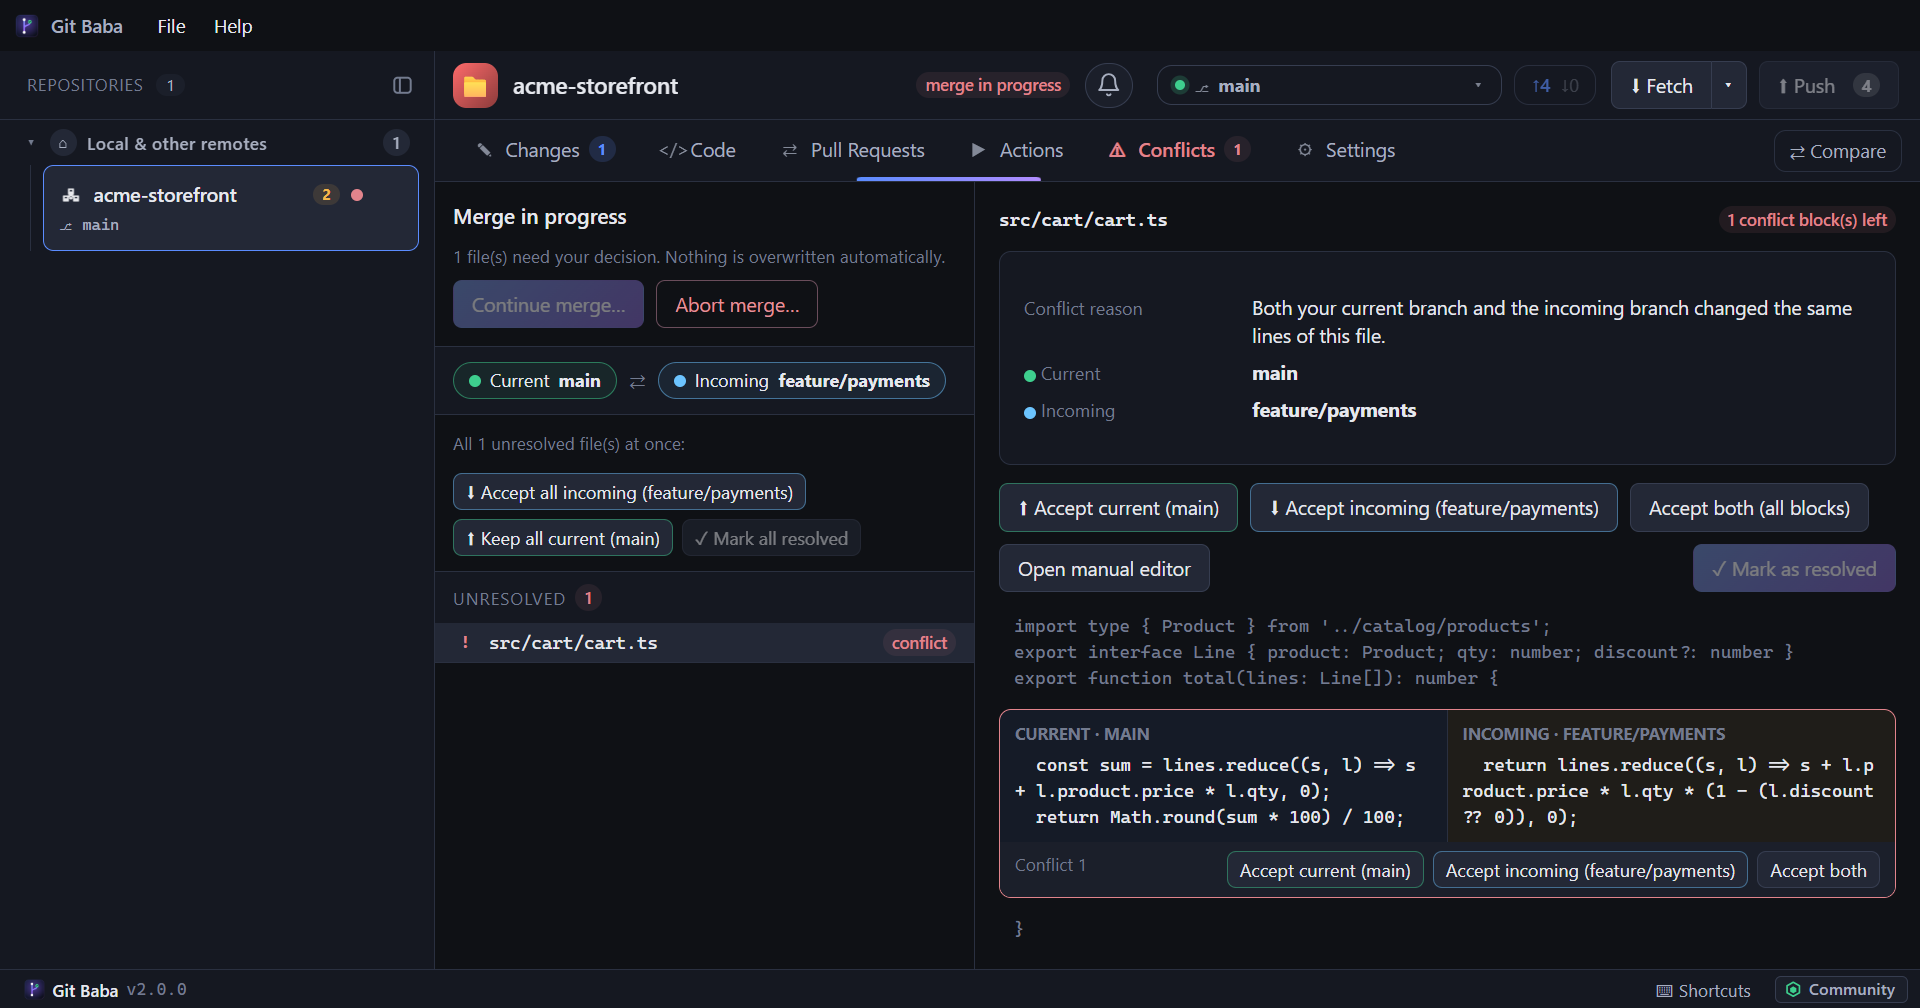 Git Baba File Help
REPOSITORIES 1
Local & other remotes 1
acme-storefront 2
main
acme-storefront
merge in progress
main
↑4 ↓0
⬇ Fetch
⬆ Push 4
Changes 1
</> Code
Pull Requests
Actions
Conflicts 1
Settings
⇄ Compare
Merge in progress
1 file(s) need your decision. Nothing is overwritten automatically.
Continue merge...
Abort merge...
Current main ⇄ Incoming feature/payments
All 1 unresolved file(s) at once:
⬇ Accept all incoming (feature/payments)
⬆ Keep all current (main)
✓ Mark all resolved
UNRESOLVED 1
! src/cart/cart.ts conflict
src/cart/cart.ts
1 conflict block(s) left
Conflict reason
Both your current branch and the incoming branch changed the same
lines of this file.
Current main
Incoming feature/payments
⬆ Accept current (main)
⬇ Accept incoming (feature/payments)
Accept both (all blocks)
Open manual editor
✓ Mark as resolved
import type { Product } from '../catalog/products';
export interface Line { product: Product; qty: number; discount?: number }
export function total(lines: Line[]): number {
CURRENT · MAIN
const sum = lines.reduce((s, l) => s
+ l.product.price * l.qty, 0);
return Math.round(sum * 100) / 100;
INCOMING · FEATURE/PAYMENTS
return lines.reduce((s, l) => s + l.p
roduct.price * l.qty * (1 - (l.discount
?? 0)), 0);
Conflict 1
Accept current (main)
Accept incoming (feature/payments)
Accept both
}
Git Baba v2.0.0
Shortcuts
Community